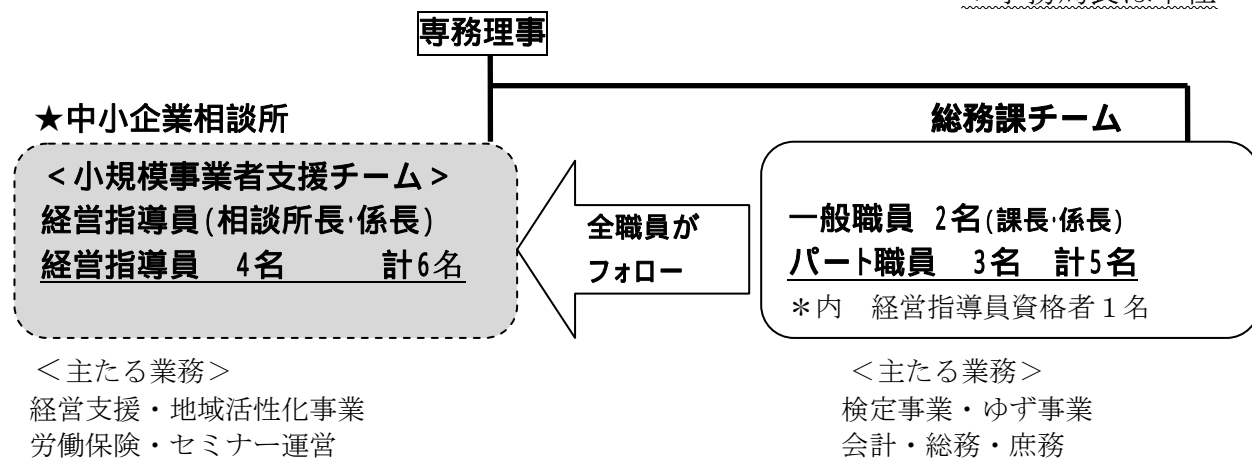 専務理事
★中小企業相談所
<小規模事業者支援チーム>
経営指導員(相談所長・係長)
経営指導員 4名 計6名
全職員が
フォロー
総務課チーム
一般職員 2名(課長・係長)
パート職員 3名 計5名
*内 経営指導員資格者1名
<主たる業務>
経営支援・地域活性化事業
労働保険・セミナー運営
<主たる業務>
検定事業・ゆず事業
会計・総務・庶務